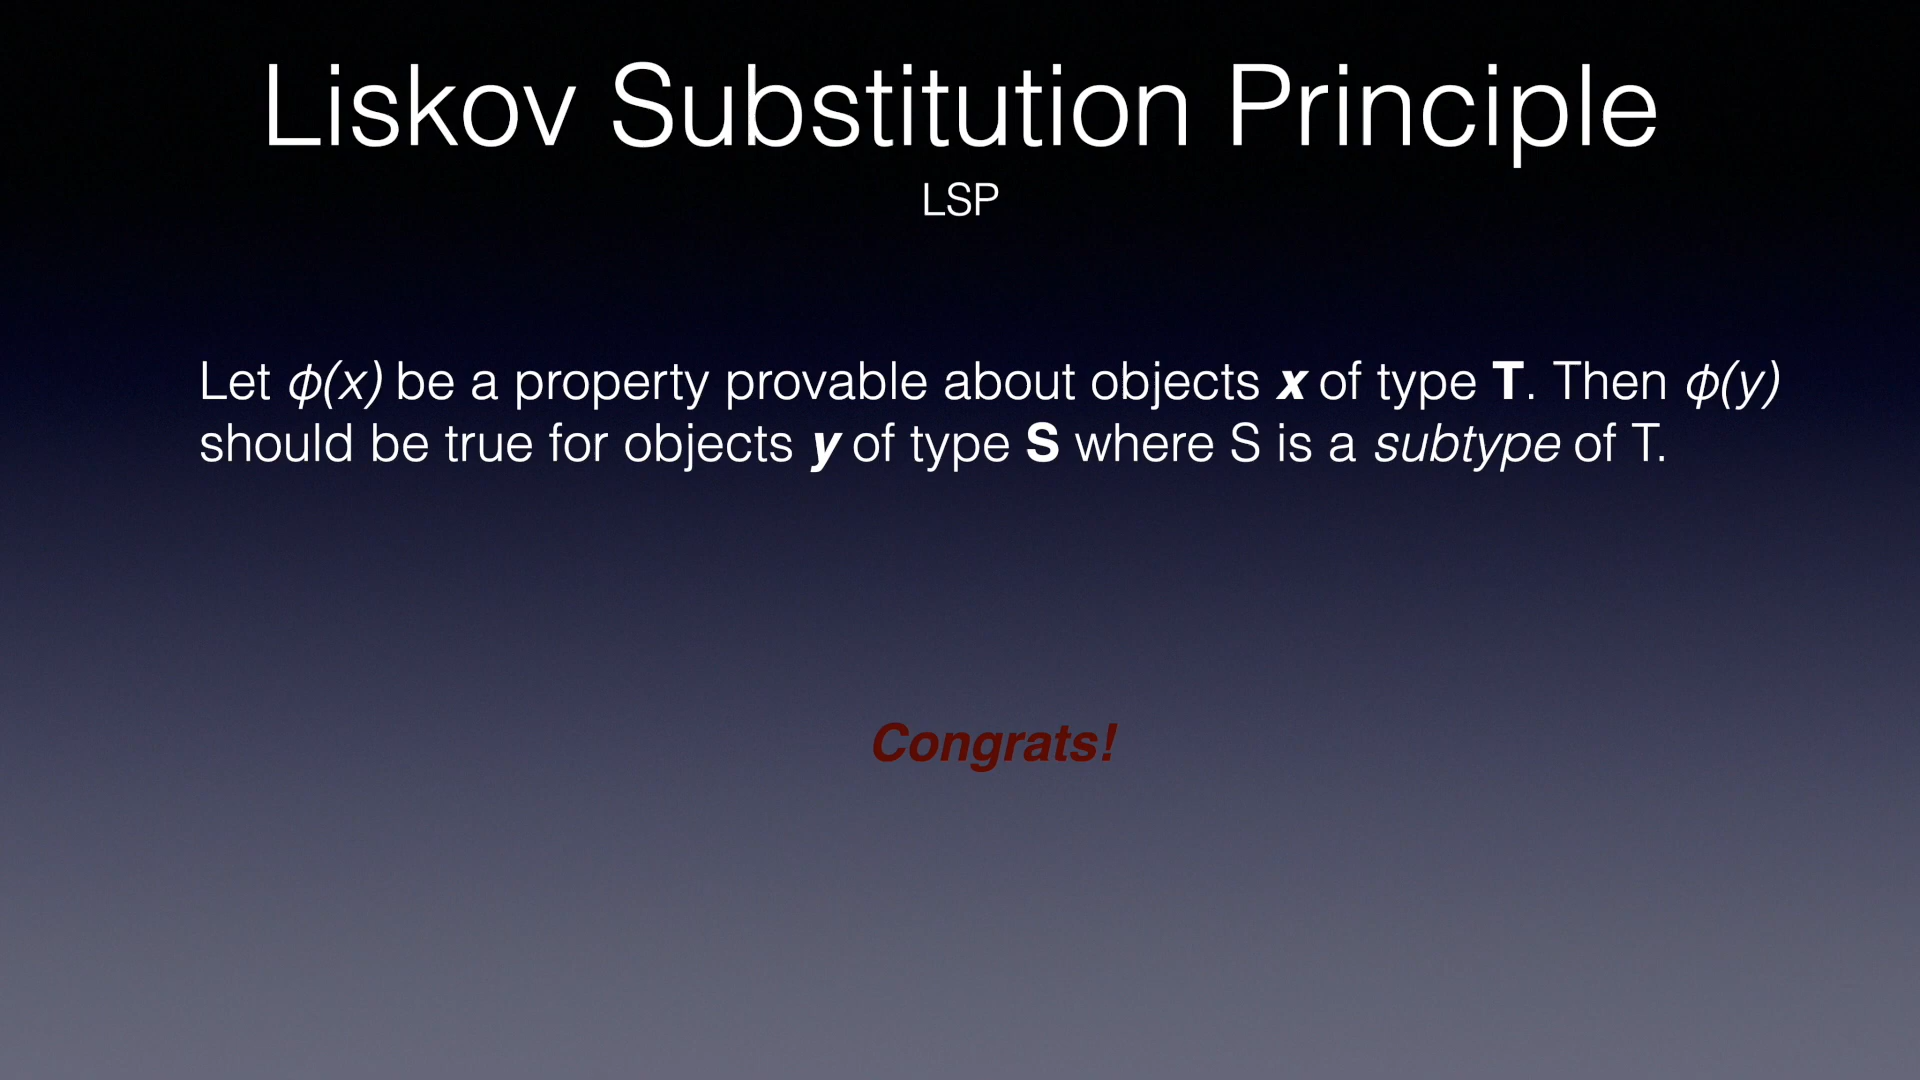 Liskov Substitution Principle
LSP
Let ϕ(x) be a property provable about objects x of type T. Then ϕ(y)
should be true for objects y of type S where S is a subtype of T.
Congrats!